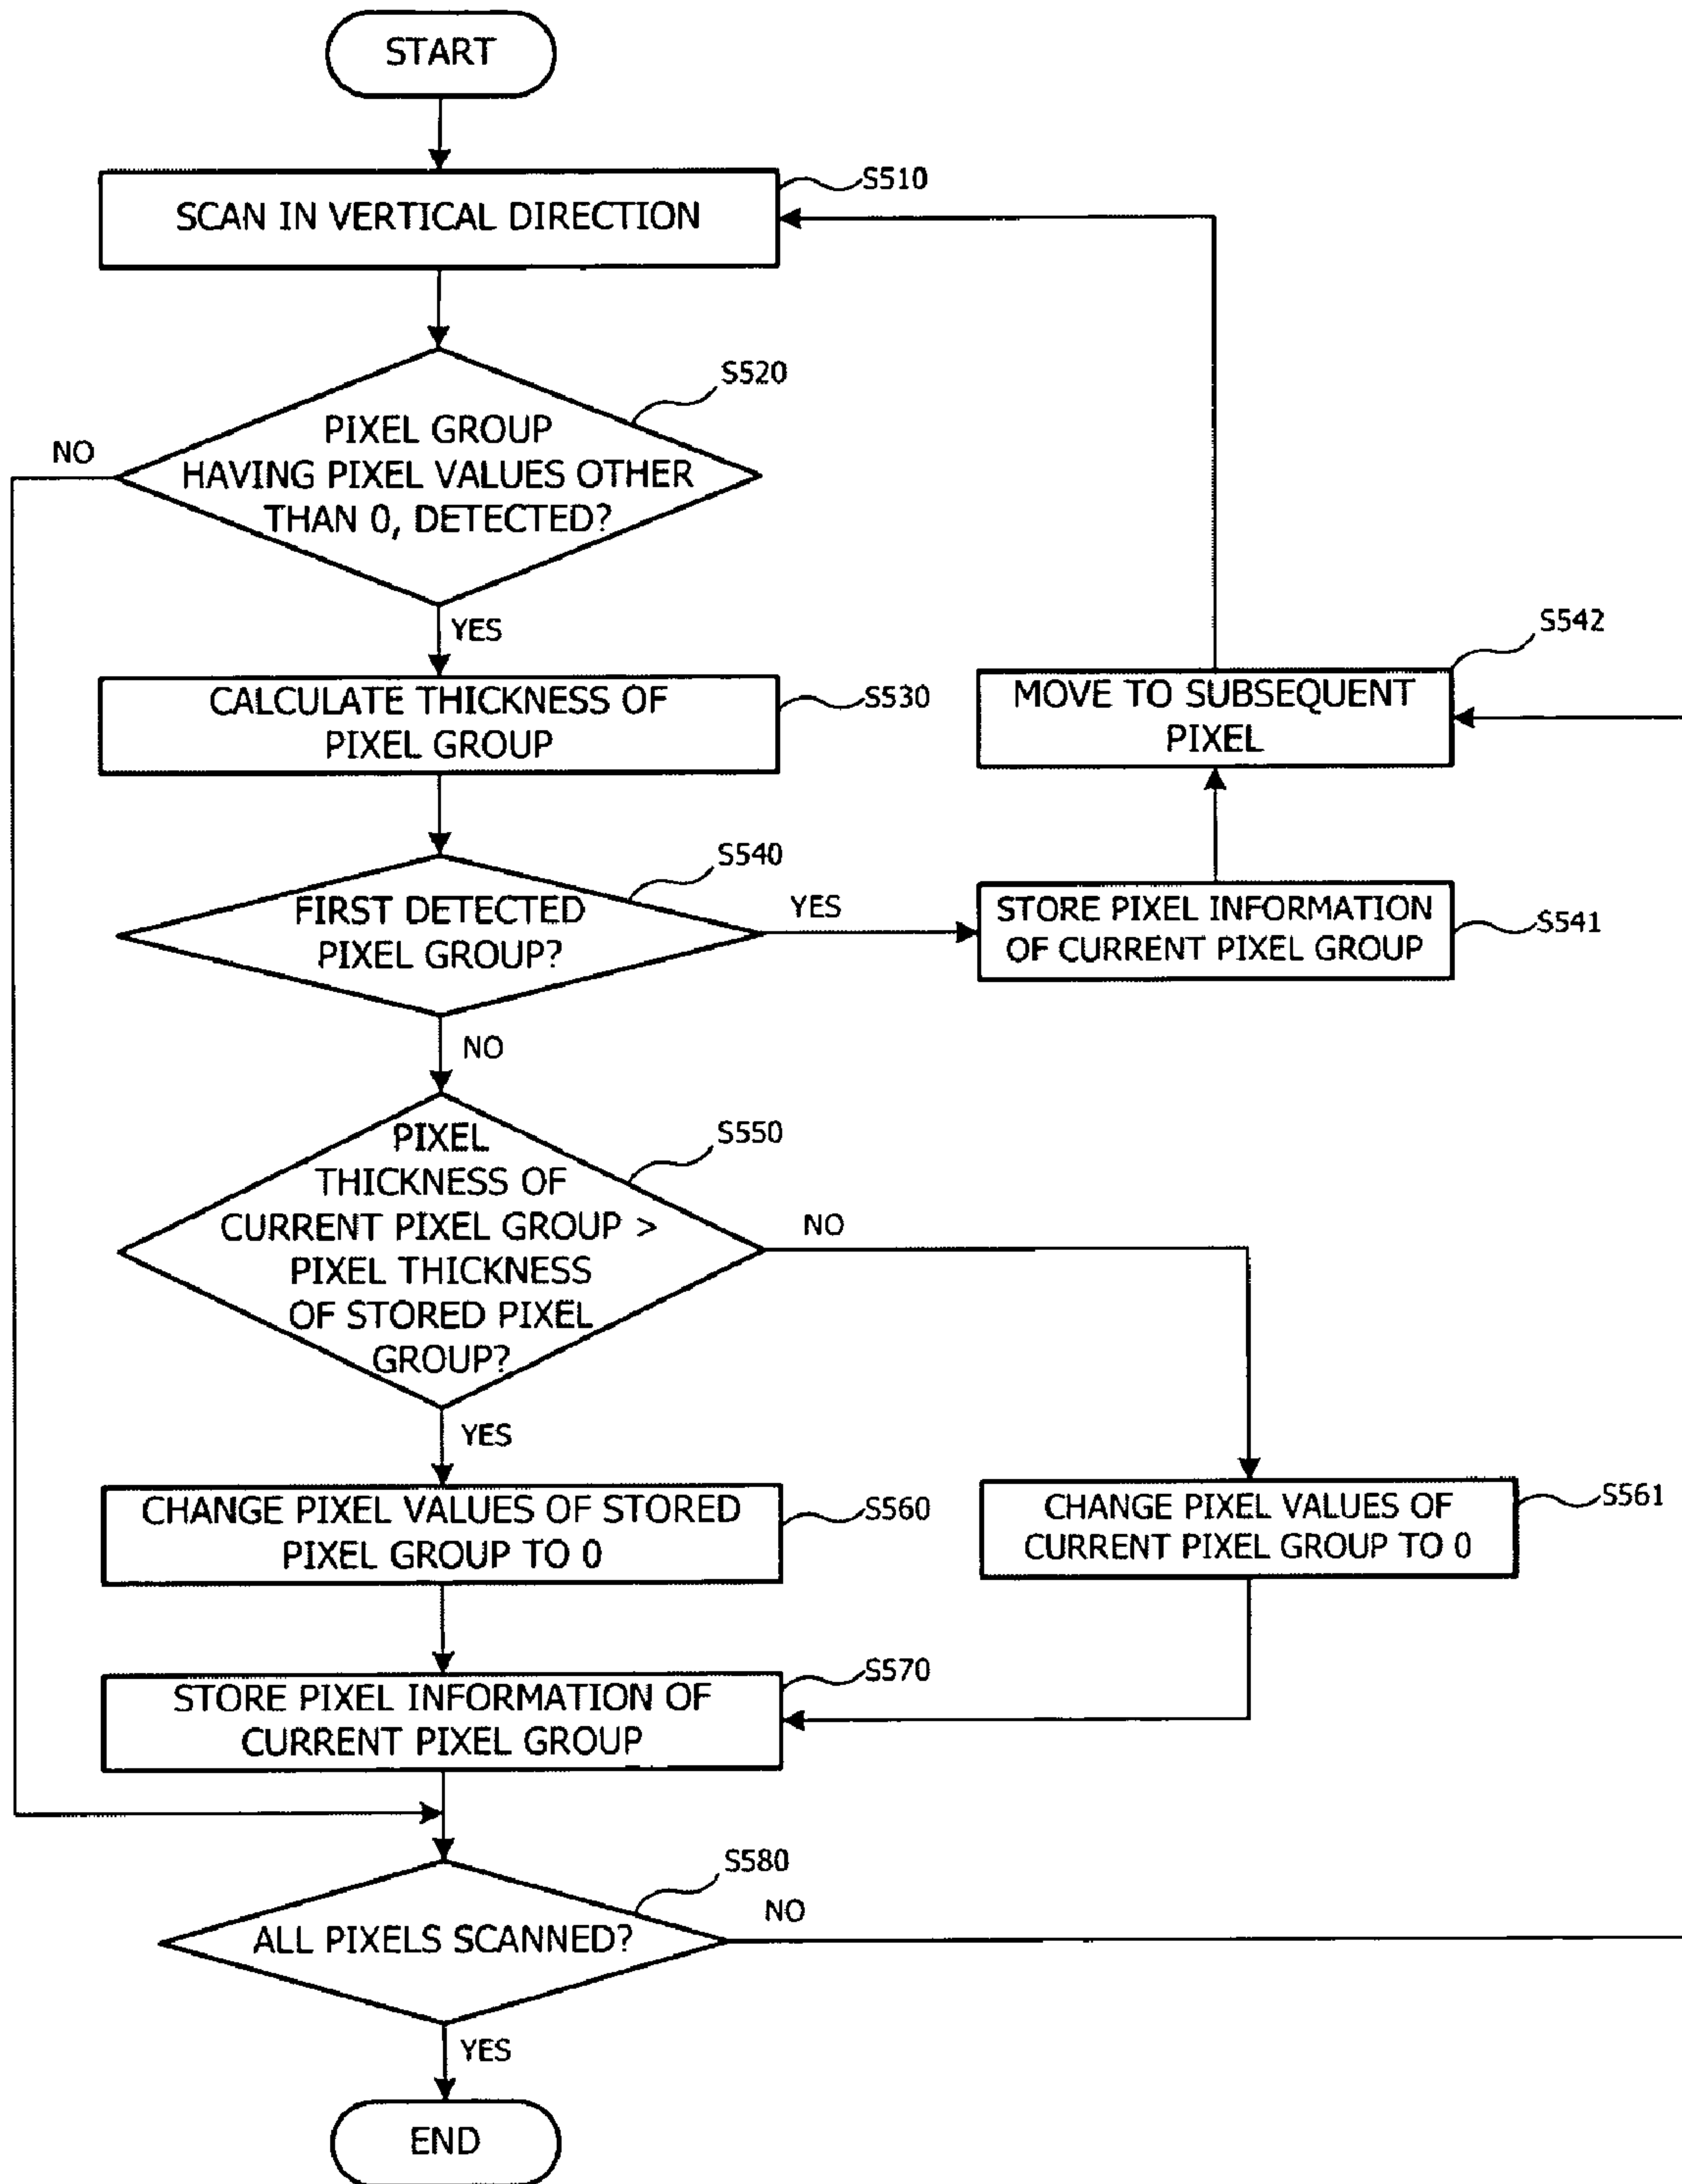 START
SCAN IN VERTICAL DIRECTION
S510
PIXEL GROUP
HAVING PIXEL VALUES OTHER
THAN 0, DETECTED?
S520
NO
YES
CALCULATE THICKNESS OF
PIXEL GROUP
S530
MOVE TO SUBSEQUENT
PIXEL
S542
FIRST DETECTED
PIXEL GROUP?
S540
YES
STORE PIXEL INFORMATION
OF CURRENT PIXEL GROUP
S541
NO
PIXEL
THICKNESS OF
CURRENT PIXEL GROUP >
PIXEL THICKNESS
OF STORED PIXEL
GROUP?
S550
NO
YES
CHANGE PIXEL VALUES OF STORED
PIXEL GROUP TO 0
S560
CHANGE PIXEL VALUES OF
CURRENT PIXEL GROUP TO 0
S561
STORE PIXEL INFORMATION OF
CURRENT PIXEL GROUP
S570
ALL PIXELS SCANNED?
S580
NO
YES
END